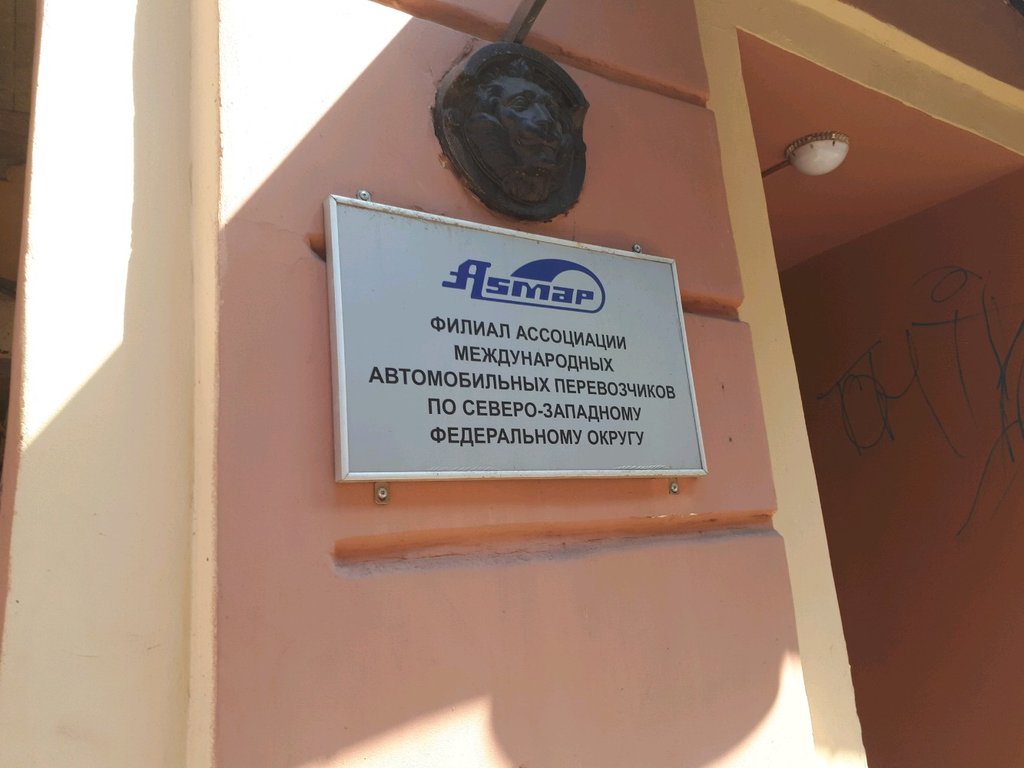 Asmap
ФИЛИАЛ АССОЦИАЦИИ
МЕЖДУНАРОДНЫХ
АВТОМОБИЛЬНЫХ ПЕРЕВОЗЧИКОВ
ПО СЕВЕРО-ЗАПАДНОМУ
ФЕДЕРАЛЬНОМУ ОКРУГУ